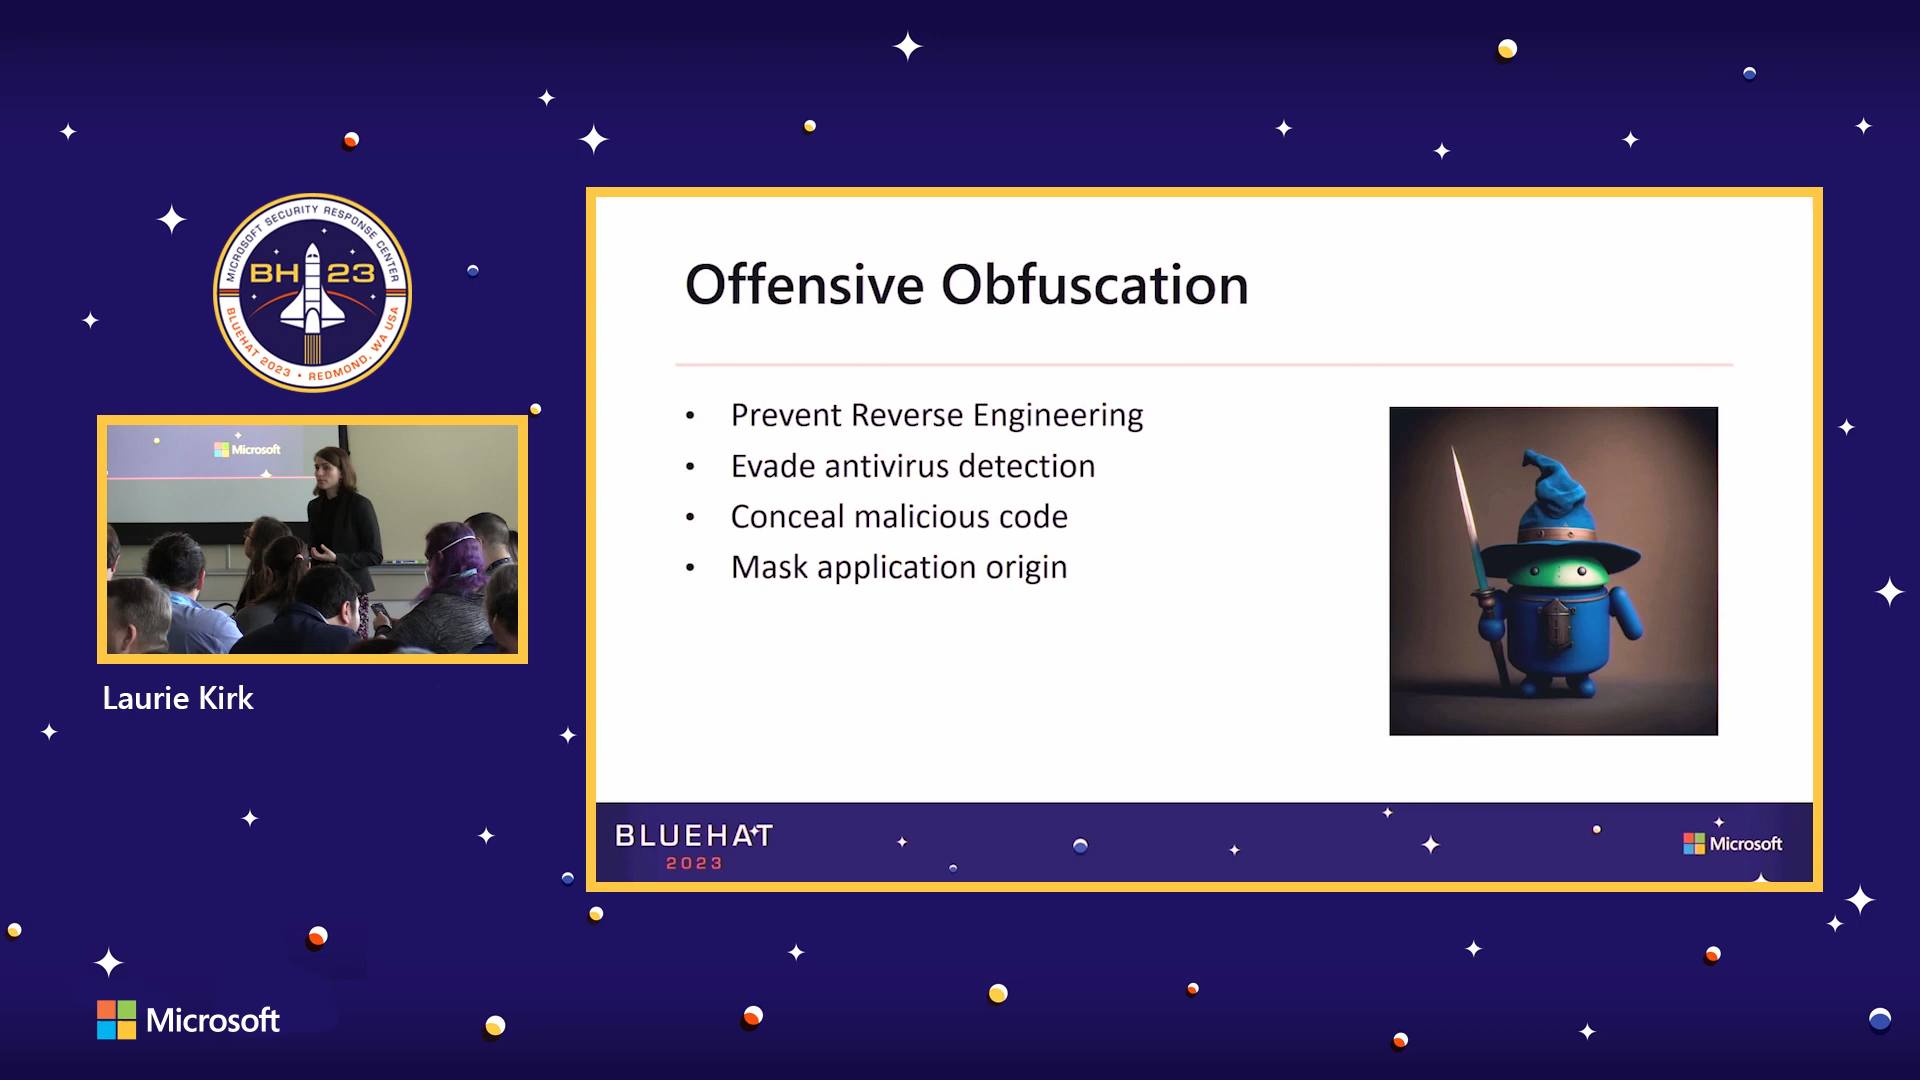 MICROSOFT SECURITY RESPONSE CENTER
BH 23
BLUEHAT 2023 • REDMOND, WA USA
Microsoft
Laurie Kirk
Offensive Obfuscation
• Prevent Reverse Engineering
• Evade antivirus detection
• Conceal malicious code
• Mask application origin
BLUEHAT
2023
Microsoft
Microsoft